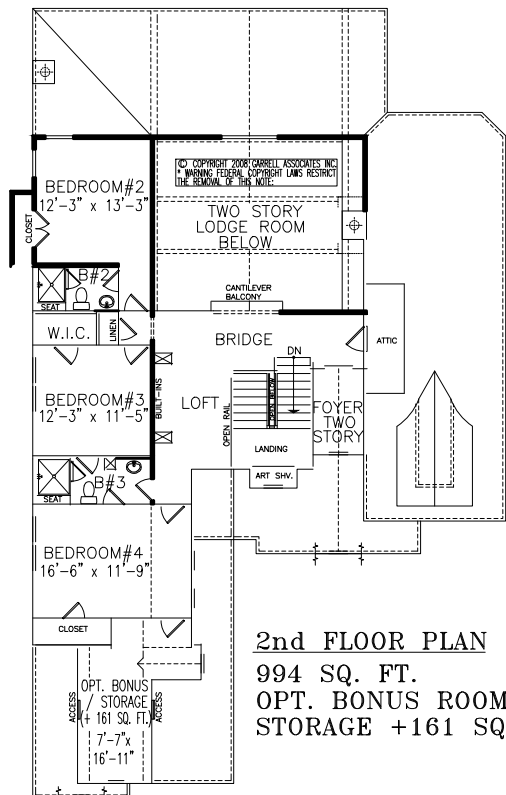 © COPYRIGHT 2008 GARRELL ASSOCIATES INC.
* WARNING FEDERAL COPYRIGHT LAWS RESTRICT
THE REMOVAL OF THIS NOTE:
BEDROOM#2
12'-3" x 13'-3"
TWO STORY
LODGE ROOM
BELOW
CLOSET
B#2
SEAT
CANTILEVER
BALCONY
W.I.C.
LINEN
BRIDGE
ATTIC
DN
BEDROOM#3
12'-3" x 11'-5"
BUILT-INS
LOFT
OPEN RAIL
OPEN BELOW
FOYER
TWO
STORY
LANDING
ART SHV.
B#3
SEAT
BEDROOM#4
16'-6" x 11'-9"
CLOSET
OPT. BONUS
/ STORAGE
(+ 161 SQ. FT.)
7'-7"x
16'-11"
ACCESS
ACCESS
2nd FLOOR PLAN
994 SQ. FT.
OPT. BONUS ROOM
STORAGE +161 SQ